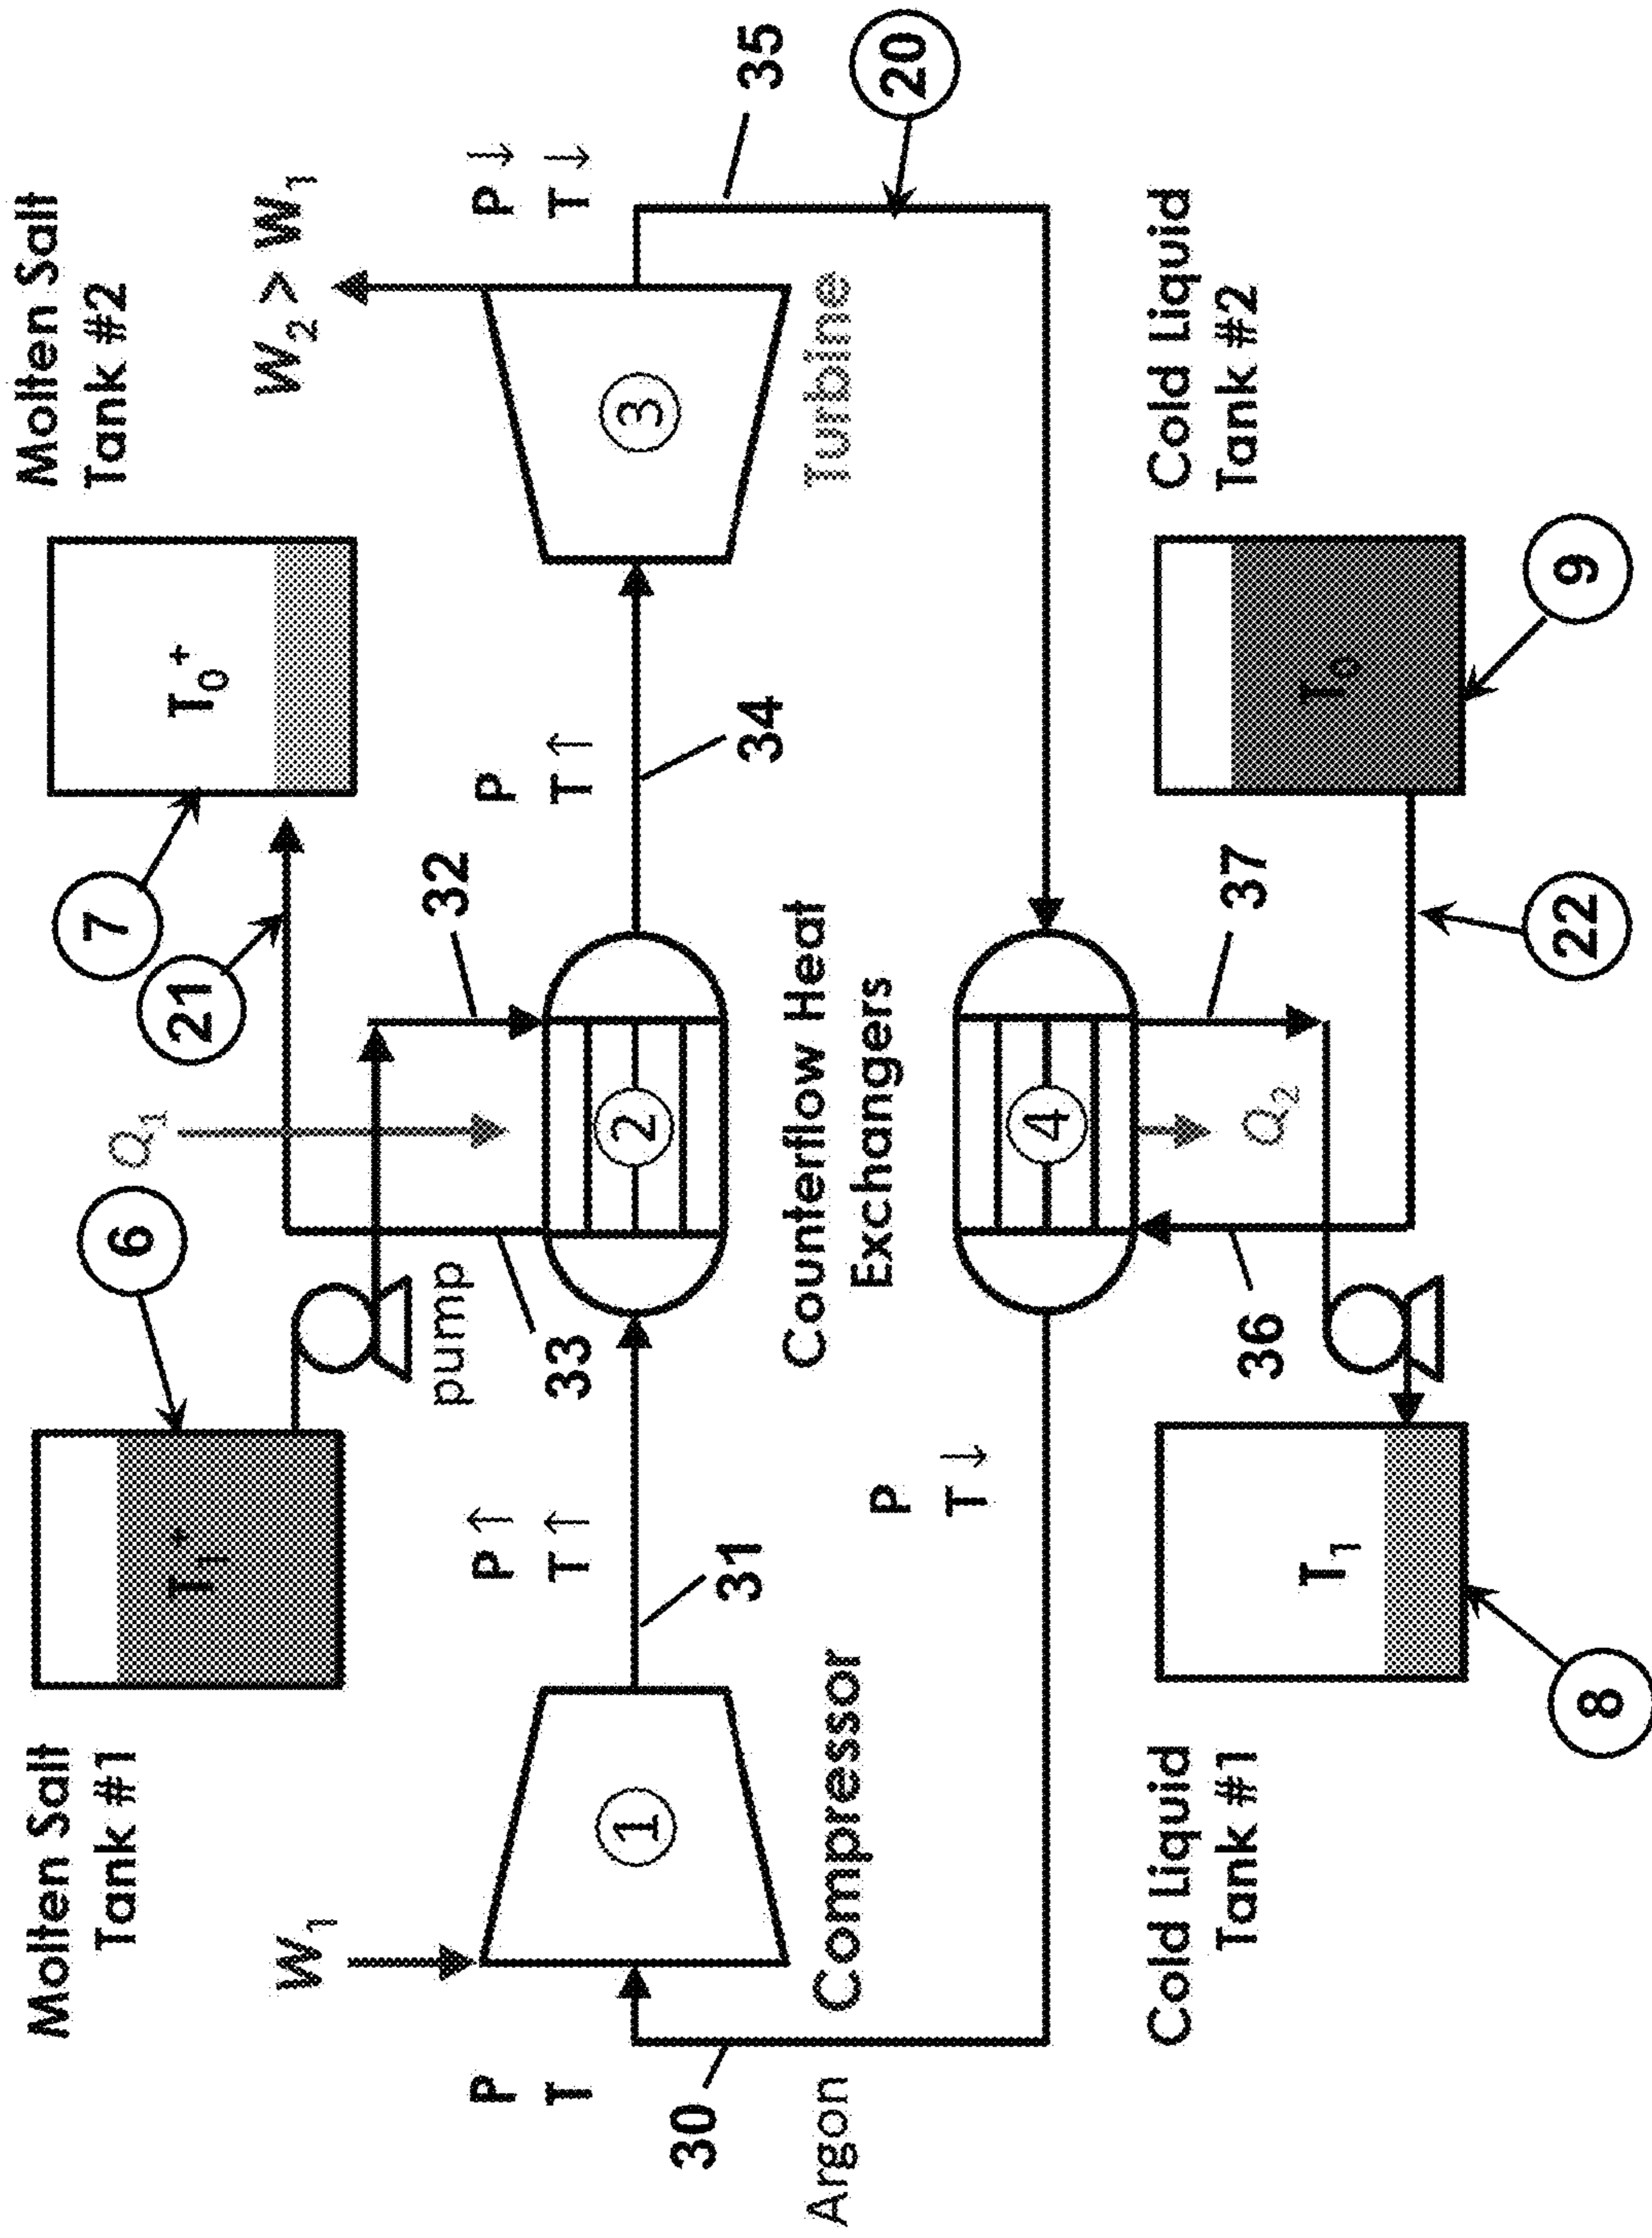 Molten Salt
Tank #1
Molten Salt
Tank #2
6
Q₁
21
7
T₁⁺
T₀⁺
W₁
W₂ > W₁
pump
33
32
P
T
P ↑
T ↑
P
T ↑
P ↓
T ↓
1
2
3
30
31
34
35
Argon
Compressor
Counterflow Heat
Exchangers
Turbine
20
P
T ↓
4
Cold Liquid
Tank #1
Cold Liquid
Tank #2
36
Q₂
37
T₁
T₀
8
22
9